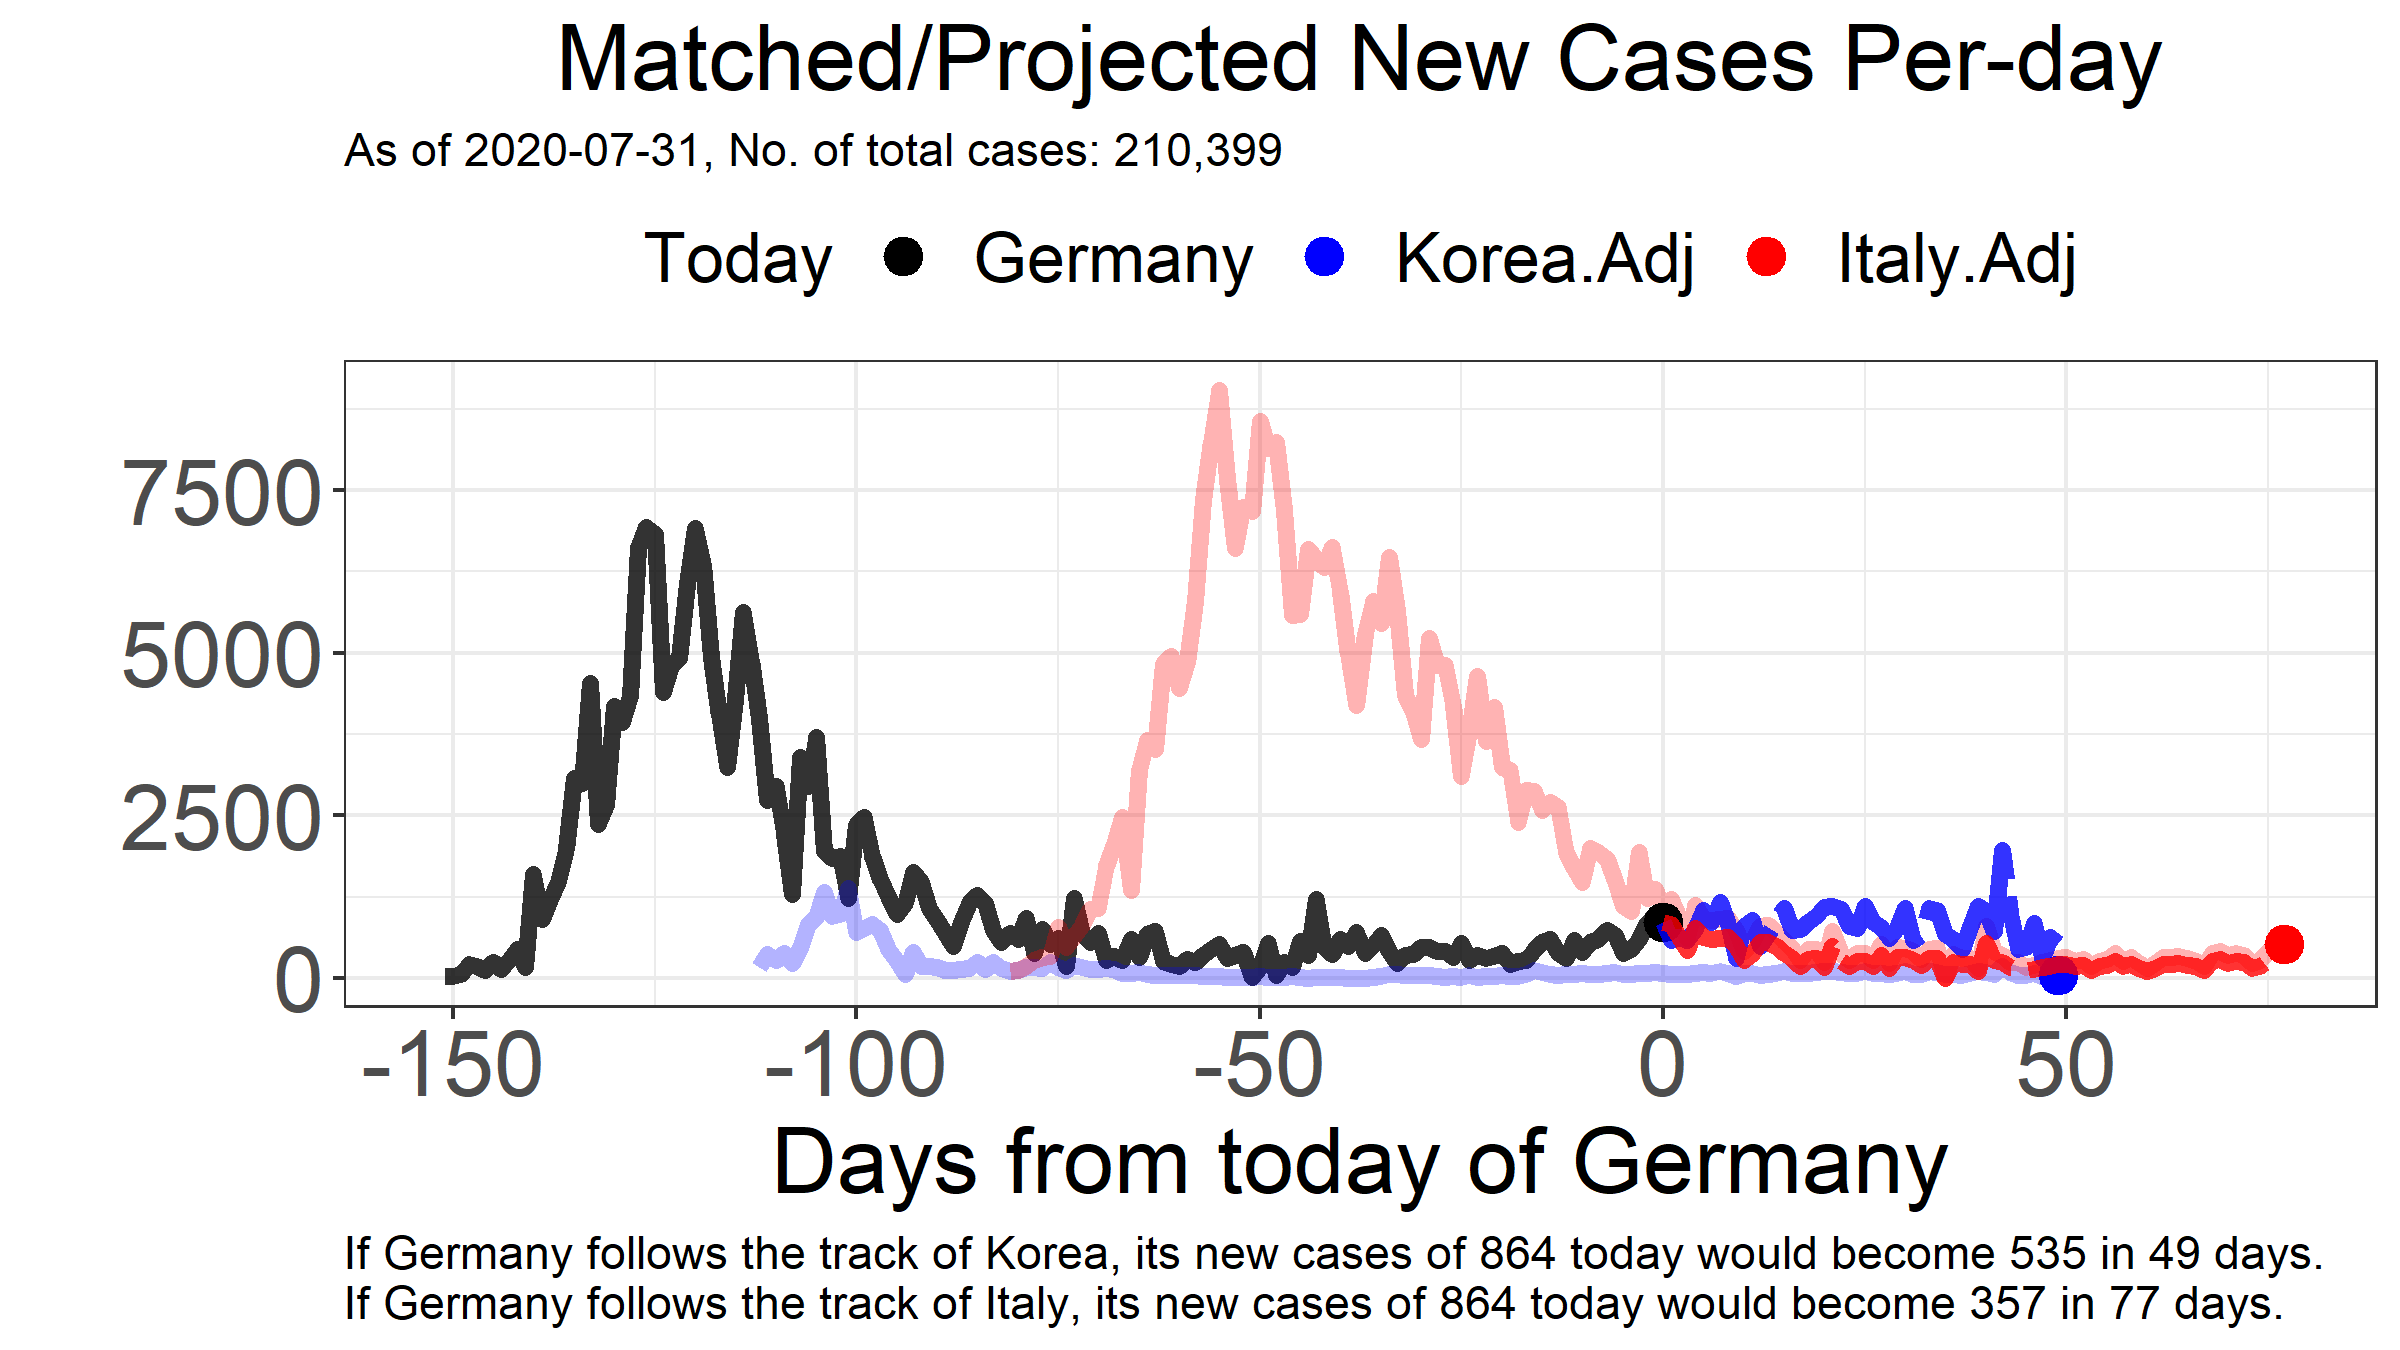 Matched/Projected New Cases Per-day
As of 2020-07-31, No. of total cases: 210,399
Today Germany Korea.Adj Italy.Adj
7500
5000
2500
0
-150 -100 -50 0 50
Days from today of Germany
If Germany follows the track of Korea, its new cases of 864 today would become 535 in 49 days.
If Germany follows the track of Italy, its new cases of 864 today would become 357 in 77 days.